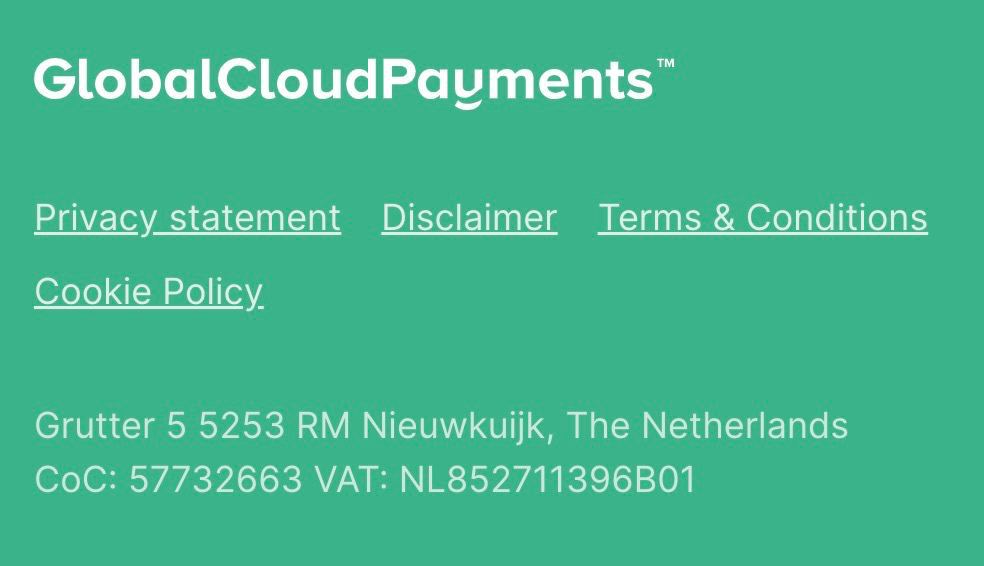 GlobalCloudPayments™
Privacy statement Disclaimer Terms & Conditions
Cookie Policy
Grutter 5 5253 RM Nieuwkuijk, The Netherlands
CoC: 57732663 VAT: NL852711396B01